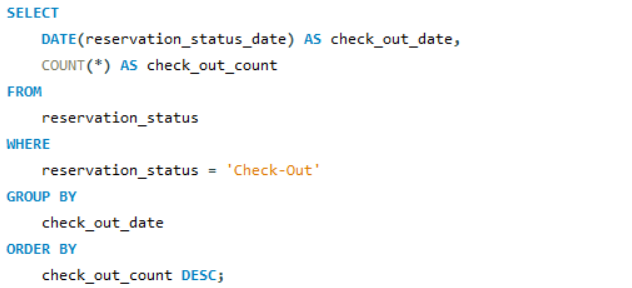 SELECT
    DATE(reservation_status_date) AS check_out_date,
    COUNT(*) AS check_out_count
FROM
    reservation_status
WHERE
    reservation_status = 'Check-Out'
GROUP BY
    check_out_date
ORDER BY
    check_out_count DESC;